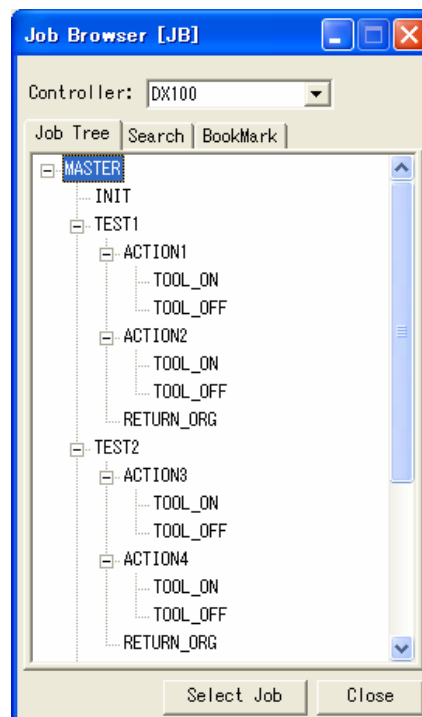 Job Browser [JB]
Controller: DX100
Job Tree Search BookMark
MASTER
INIT
TEST1
ACTION1
TOOL_ON
TOOL_OFF
ACTION2
TOOL_ON
TOOL_OFF
RETURN_ORG
TEST2
ACTION3
TOOL_ON
TOOL_OFF
ACTION4
TOOL_ON
TOOL_OFF
RETURN_ORG
Select Job Close